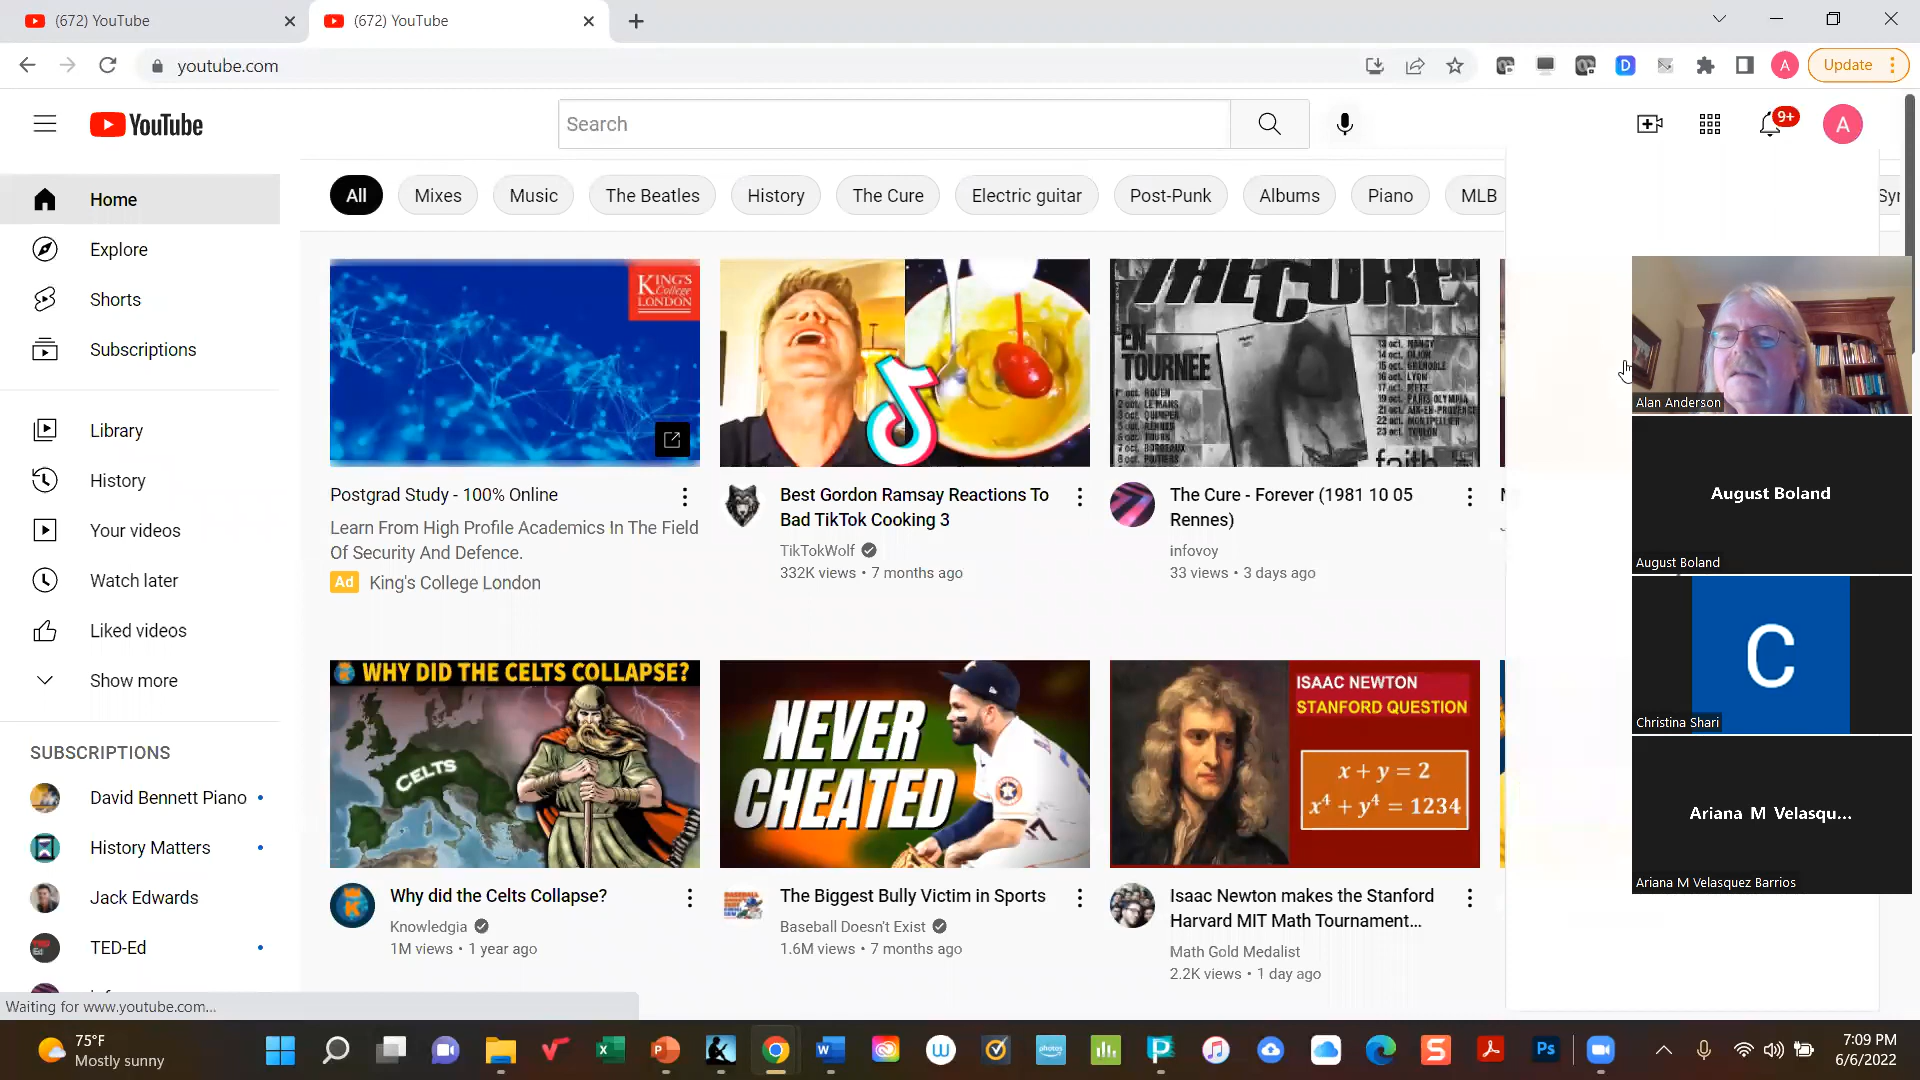 (672) YouTube
(672) YouTube
youtube.com
Update
YouTube
Search
9+
A
Home
Explore
Shorts
Subscriptions
Library
History
Your videos
Watch later
Liked videos
Show more
SUBSCRIPTIONS
David Bennett Piano
History Matters
Jack Edwards
TED-Ed
All
Mixes
Music
The Beatles
History
The Cure
Electric guitar
Post-Punk
Albums
Piano
MLB
KING'S
College
LONDON
Postgrad Study - 100% Online
Learn From High Profile Academics In The Field
Of Security And Defence.
Ad King's College London
Best Gordon Ramsay Reactions To
Bad TikTok Cooking 3
TikTokWolf
332K views • 7 months ago
THE CURE
EN
TOURNEE
faith
The Cure - Forever (1981 10 05
Rennes)
infovoy
33 views • 3 days ago
WHY DID THE CELTS COLLAPSE?
CELTS
Why did the Celts Collapse?
Knowledgia
1M views • 1 year ago
NEVER
CHEATED
The Biggest Bully Victim in Sports
Baseball Doesn't Exist
1.6M views • 7 months ago
ISAAC NEWTON
STANFORD QUESTION
x + y = 2
x⁴ + y⁴ = 1234
Isaac Newton makes the Stanford
Harvard MIT Math Tournament...
Math Gold Medalist
2.2K views • 1 day ago
Alan Anderson
August Boland
August Boland
C
Christina Shari
Ariana M Velasqu...
Ariana M Velasquez Barrios
Waiting for www.youtube.com...
75°F
Mostly sunny
7:09 PM
6/6/2022